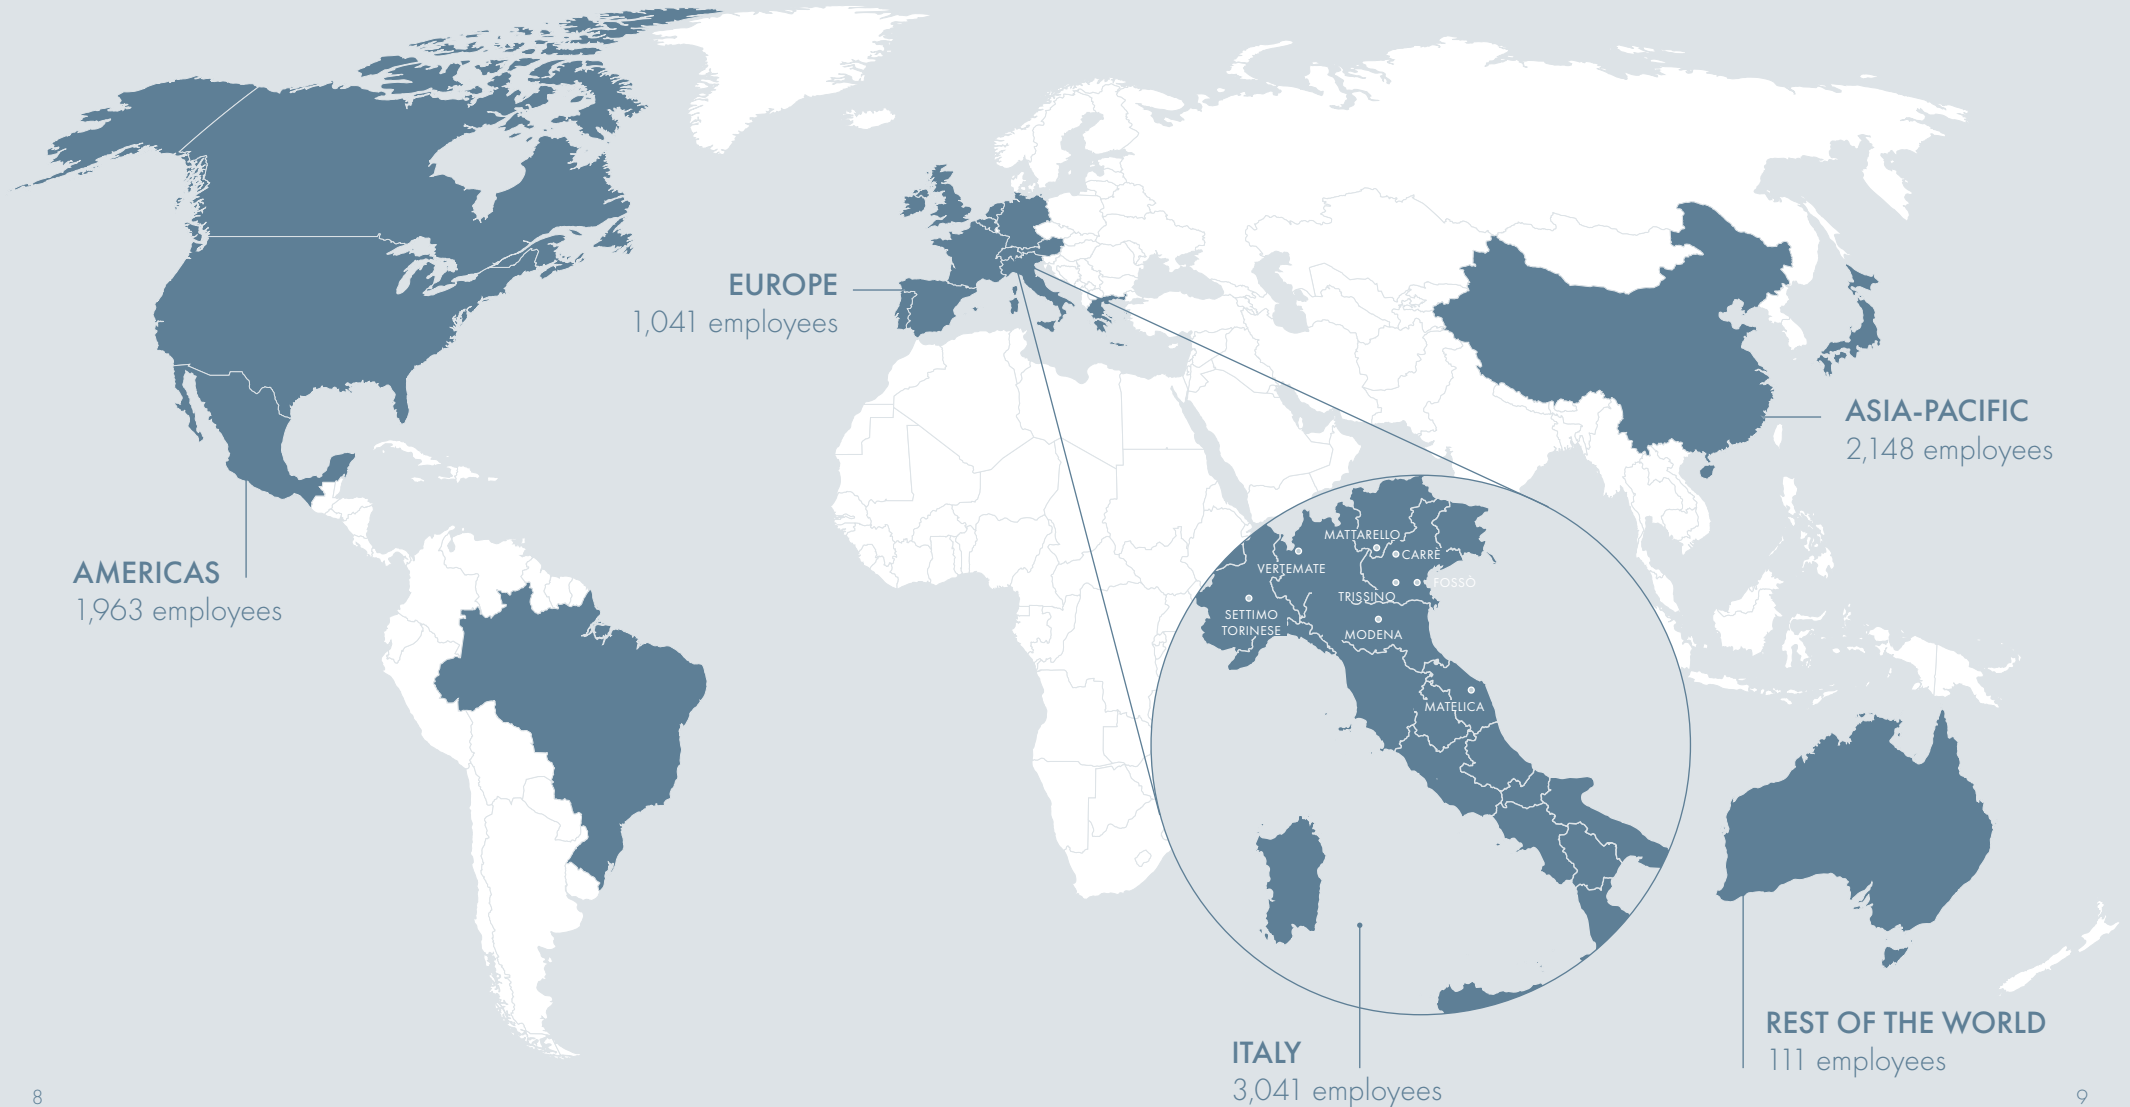 EUROPE
1,041 employees
ASIA-PACIFIC
2,148 employees
AMERICAS
1,963 employees
MATTARELLO
CARRÈ
VERTEMATE
FOSSÒ
TRISSINO
SETTIMO
TORINESE
MODENA
MATELICA
REST OF THE WORLD
111 employees
ITALY
3,041 employees
8
9